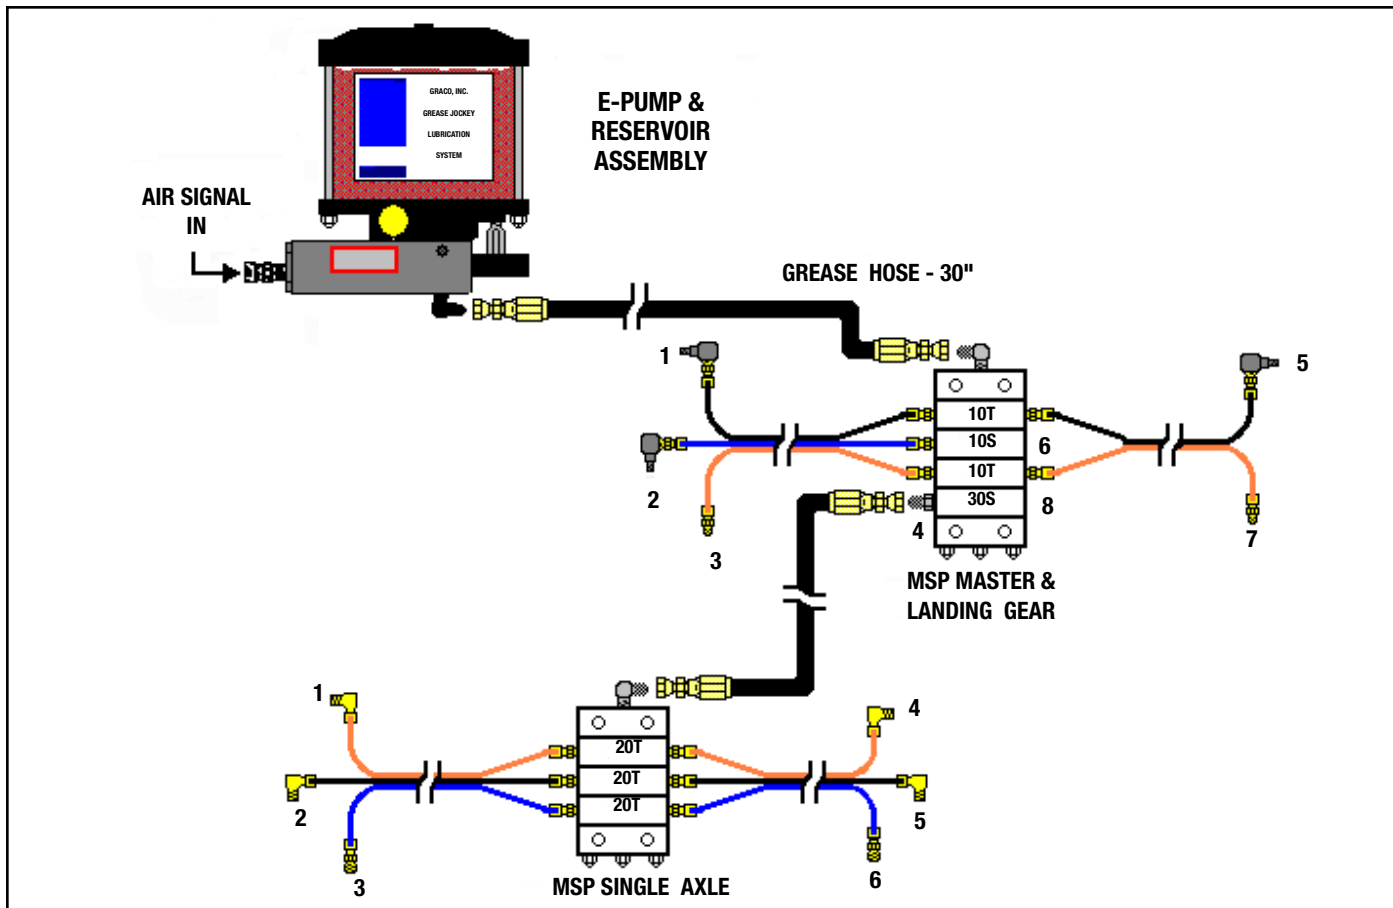 GRACO, INC.
GREASE JOCKEY
LUBRICATION
SYSTEM
E-PUMP &
RESERVOIR
ASSEMBLY
AIR SIGNAL
IN
GREASE HOSE - 30"
1
5
10T
10S
6
2
10T
30S
8
4
3
7
MSP MASTER &
LANDING GEAR
1
4
20T
20T
20T
2
5
3
6
MSP SINGLE AXLE